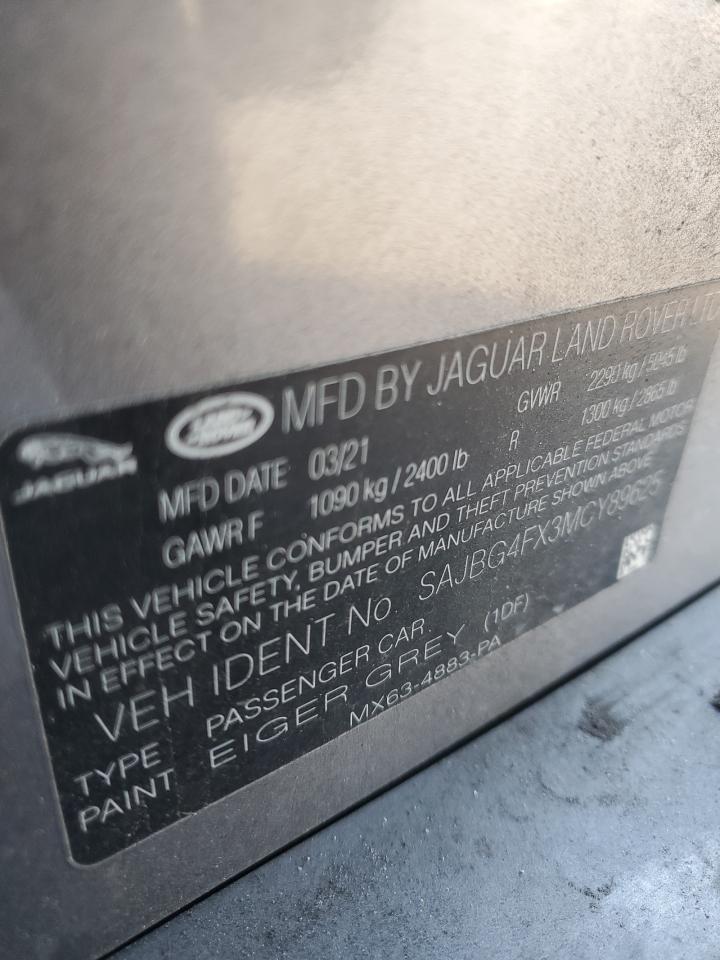 JAGUAR
LAND ROVER
MFD BY JAGUAR LAND ROVER LTD
MFD DATE 03/21 GVWR 2290 kg / 5045 lb
GAWR F 1090 kg / 2400 lb R 1300 kg / 2865 lb
THIS VEHICLE CONFORMS TO ALL APPLICABLE FEDERAL MOTOR
VEHICLE SAFETY, BUMPER AND THEFT PREVENTION STANDARDS
IN EFFECT ON THE DATE OF MANUFACTURE SHOWN ABOVE
VEH IDENT No. SAJBG4FX3MCY89625
TYPE PASSENGER CAR
PAINT EIGER GREY (1DF)
MX63-4883-PA